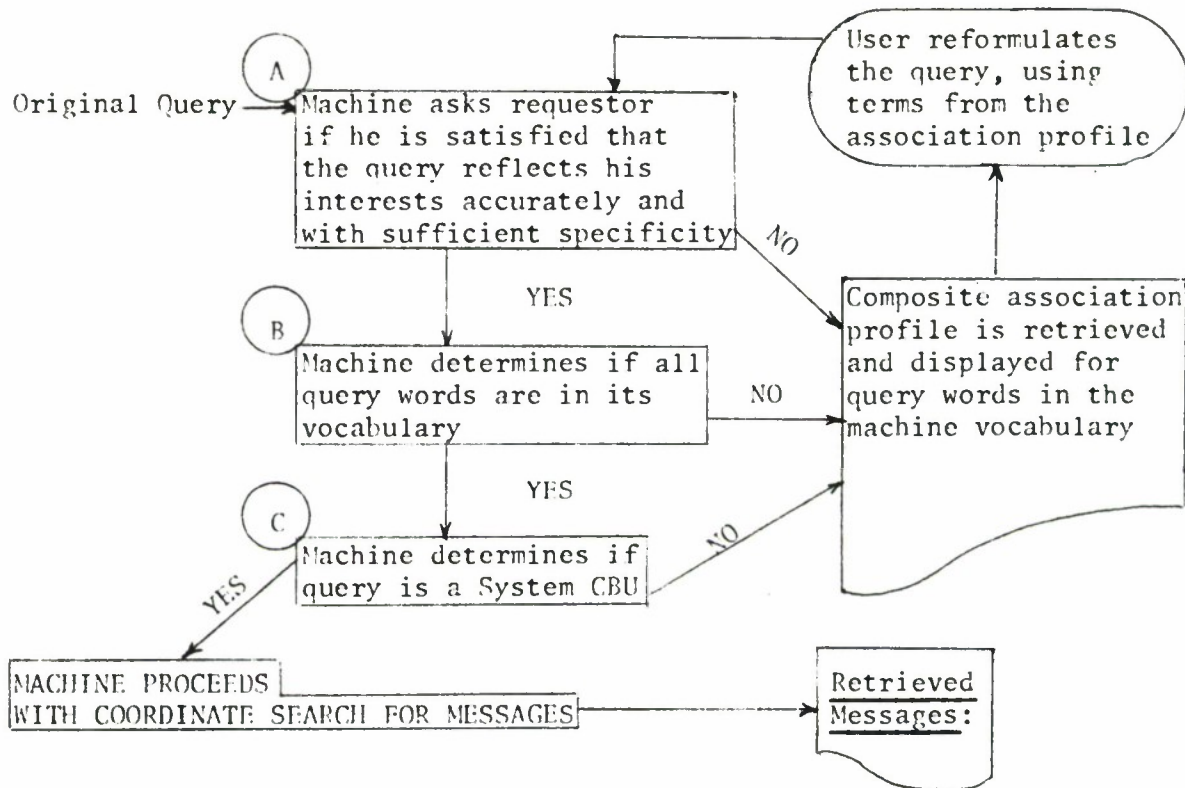 A
Original Query
Machine asks requestor
if he is satisfied that
the query reflects his
interests accurately and
with sufficient specificity
User reformulates
the query, using
terms from the
association profile
NO
YES
B
Machine determines if all
query words are in its
vocabulary
NO
Composite association
profile is retrieved
and displayed for
query words in the
machine vocabulary
YES
C
Machine determines if
query is a System CBU
NO
YES
MACHINE PROCEEDS
WITH COORDINATE SEARCH FOR MESSAGES
Retrieved
Messages: